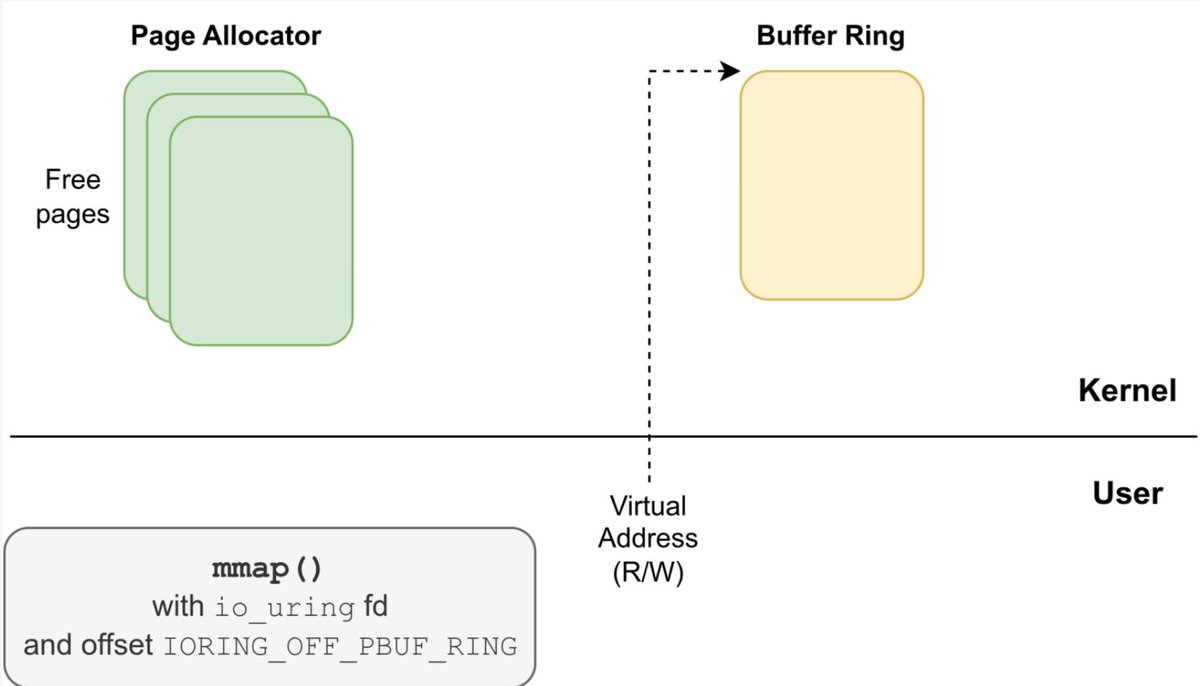 Page Allocator
Buffer Ring
Free
pages
Kernel
User
Virtual
Address
(R/W)
mmap()
with io_uring fd
and offset IORING_OFF_PBUF_RING